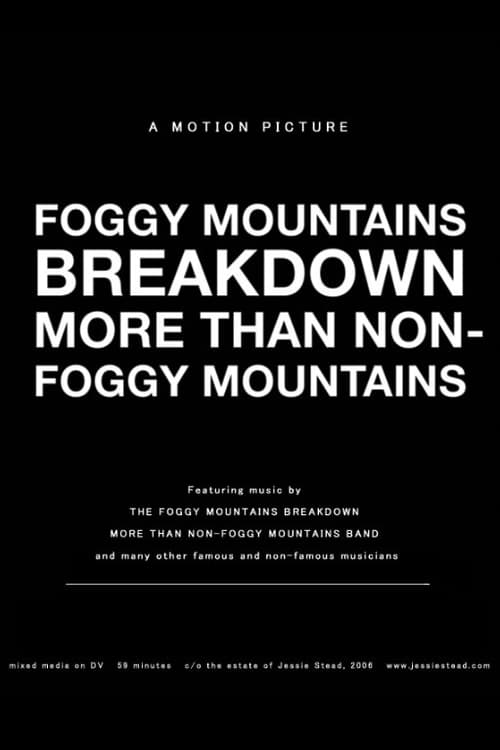 A MOTION PICTURE
FOGGY MOUNTAINS
BREAKDOWN
MORE THAN NON-
FOGGY MOUNTAINS
Featuring music by
THE FOGGY MOUNTAINS BREAKDOWN
MORE THAN NON-FOGGY MOUNTAINS BAND
and many other famous and non-famous musicians
mixed media on DV 59 minutes c/o the estate of Jessie Stead, 2006 www.jessiestead.com